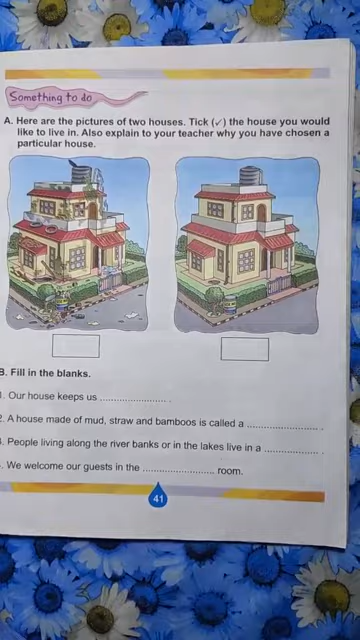 Something to do
A. Here are the pictures of two houses. Tick (✓) the house you would
like to live in. Also explain to your teacher why you have chosen a
particular house.
B. Fill in the blanks.
1. Our house keeps us ........................ .
2. A house made of mud, straw and bamboos is called a ........................ .
3. People living along the river banks or in the lakes live in a .................. .
. We welcome our guests in the ........................ room.
41